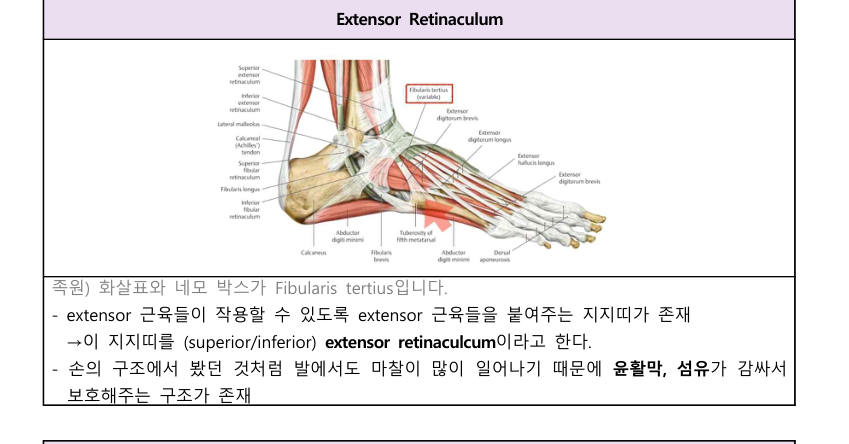 Extensor Retinaculum
Superior
extensor
retinaculum
Inferior
extensor
retinaculum
Lateral malleolus
Calcaneal
(Achilles')
tendon
Superior
fibular
retinaculum
Fibularis longus
Inferior
fibular
retinaculum
Calcaneus
Abductor
digiti minimi
Fibularis
brevis
Tuberosity of
fifth metatarsal
Abductor
digiti minimi
Dorsal
aponeurosis
Fibularis tertius
(variable)
Extensor
digitorum brevis
Extensor
digitorum longus
Extensor
hallucis longus
Extensor
digitorum brevis
족원) 화살표와 네모 박스가 Fibularis tertius입니다.
- extensor 근육들이 작용할 수 있도록 extensor 근육들을 붙여주는 지지띠가 존재
→이 지지띠를 (superior/inferior) extensor retinaculcum이라고 한다.
- 손의 구조에서 봤던 것처럼 발에서도 마찰이 많이 일어나기 때문에 윤활막, 섬유가 감싸서
보호해주는 구조가 존재